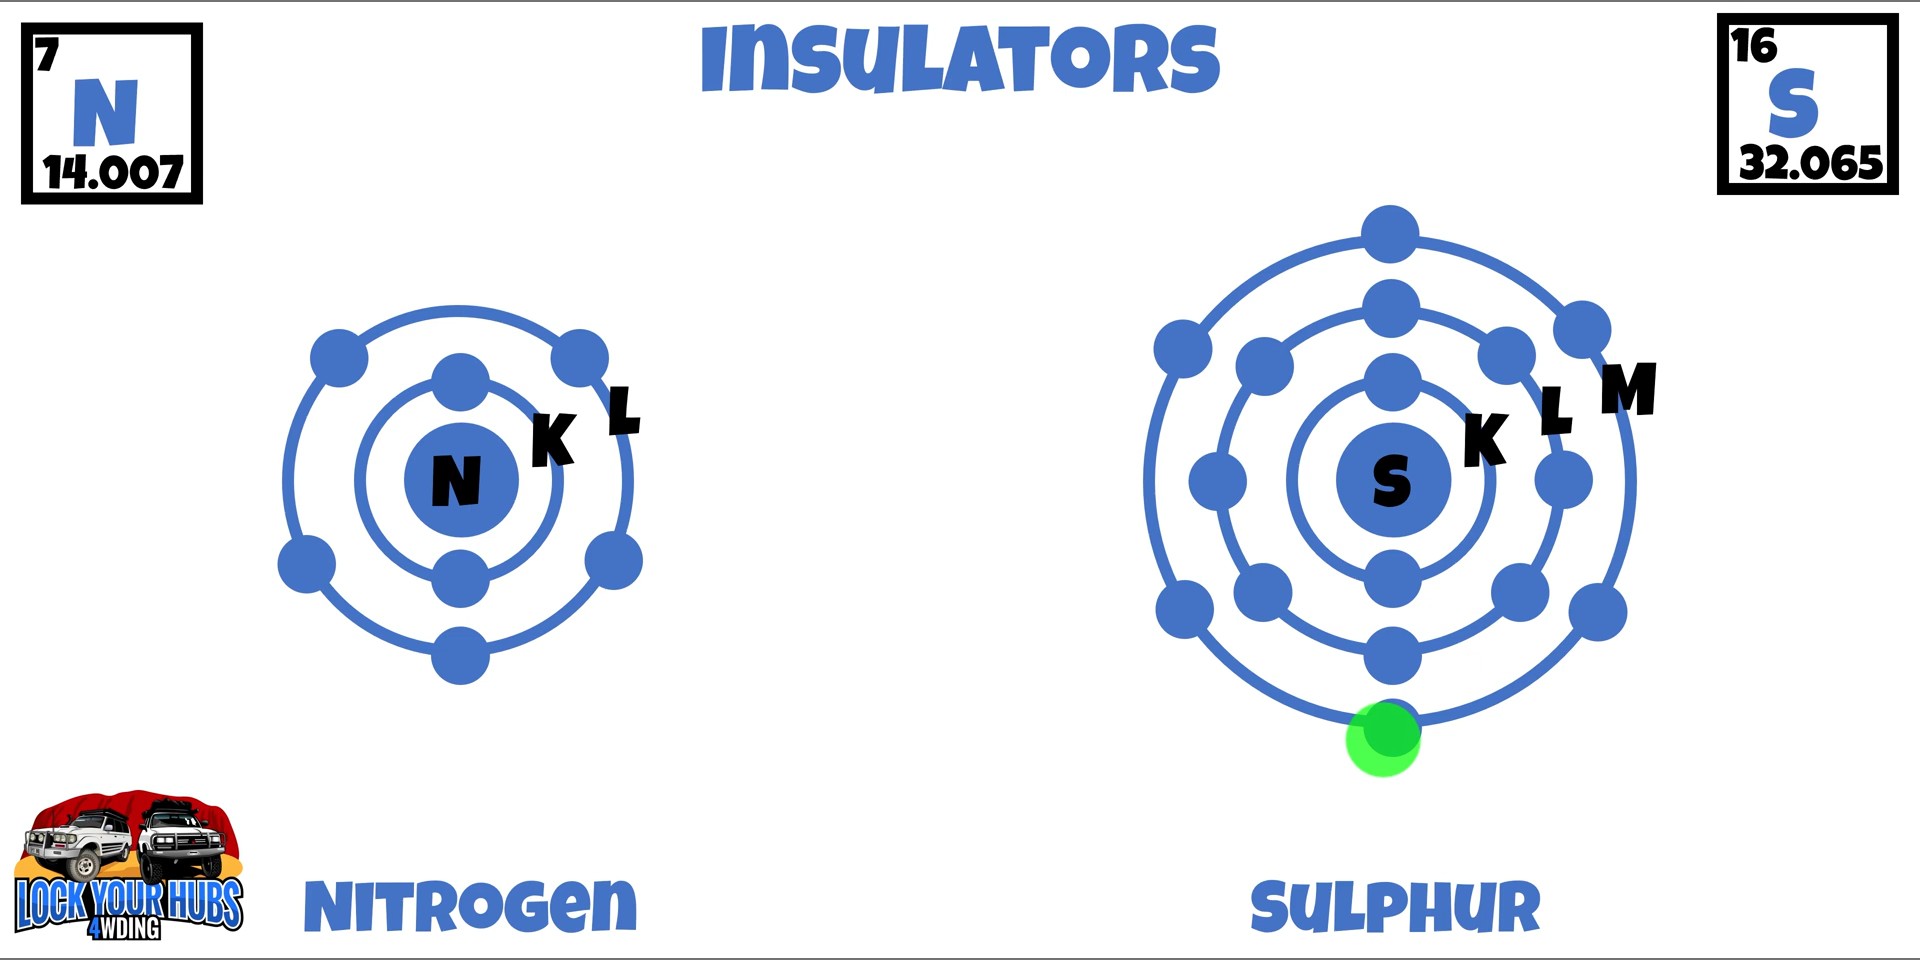 INSULATORS
7
N
14.007
16
S
32.065
N
K
L
S
K
L
M
LOCK YOUR HUBS
4WDING
NITROGEN
SULPHUR